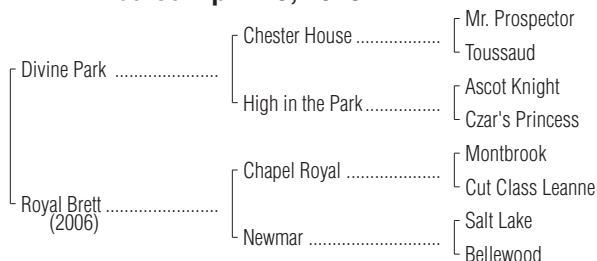 Mr. Prospector
Chester House
Toussaud
Divine Park
Ascot Knight
High in the Park
Czar's Princess
Montbrook
Chapel Royal
Cut Class Leanne
Royal Brett
(2006)
Salt Lake
Newmar
Bellewood